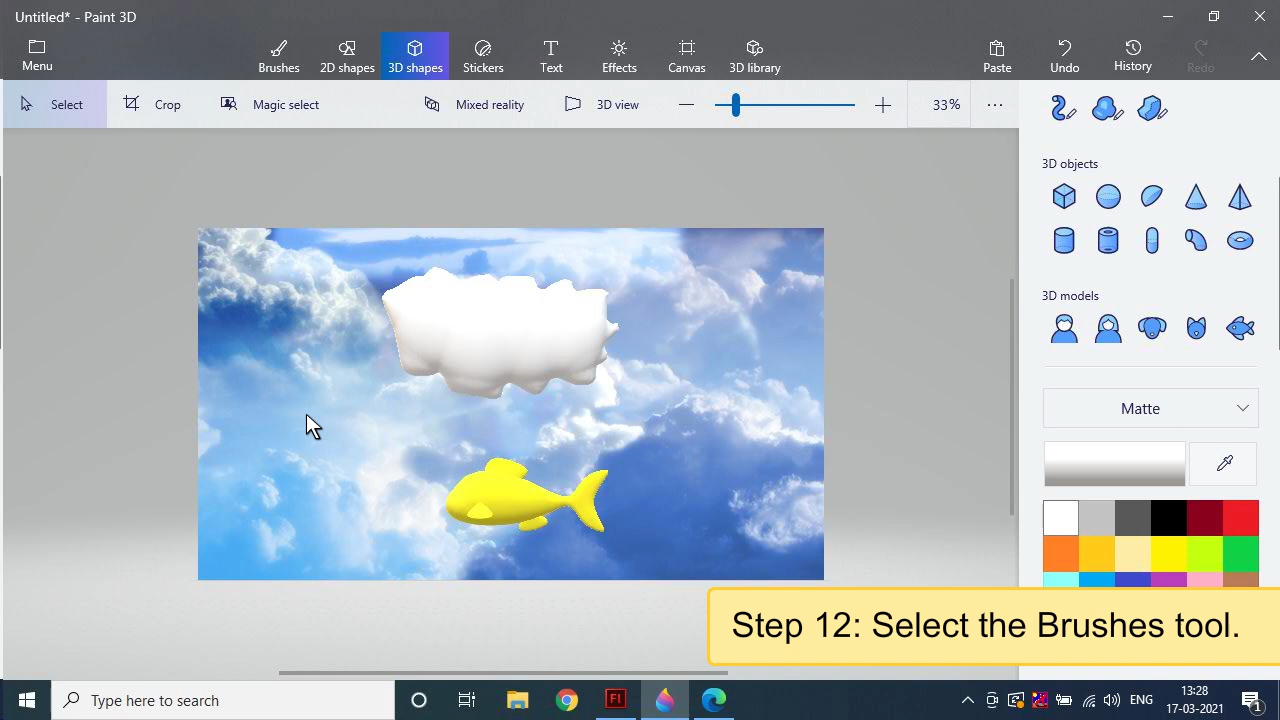 Untitled* - Paint 3D
Menu
Brushes
2D shapes
3D shapes
Stickers
Text
Effects
Canvas
3D library
Paste
Undo
History
Redo
Select
Crop
Magic select
Mixed reality
3D view
33%
3D objects
3D models
Matte
Step 12: Select the Brushes tool.
Type here to search
Fl
ENG
13:28
17-03-2021
1